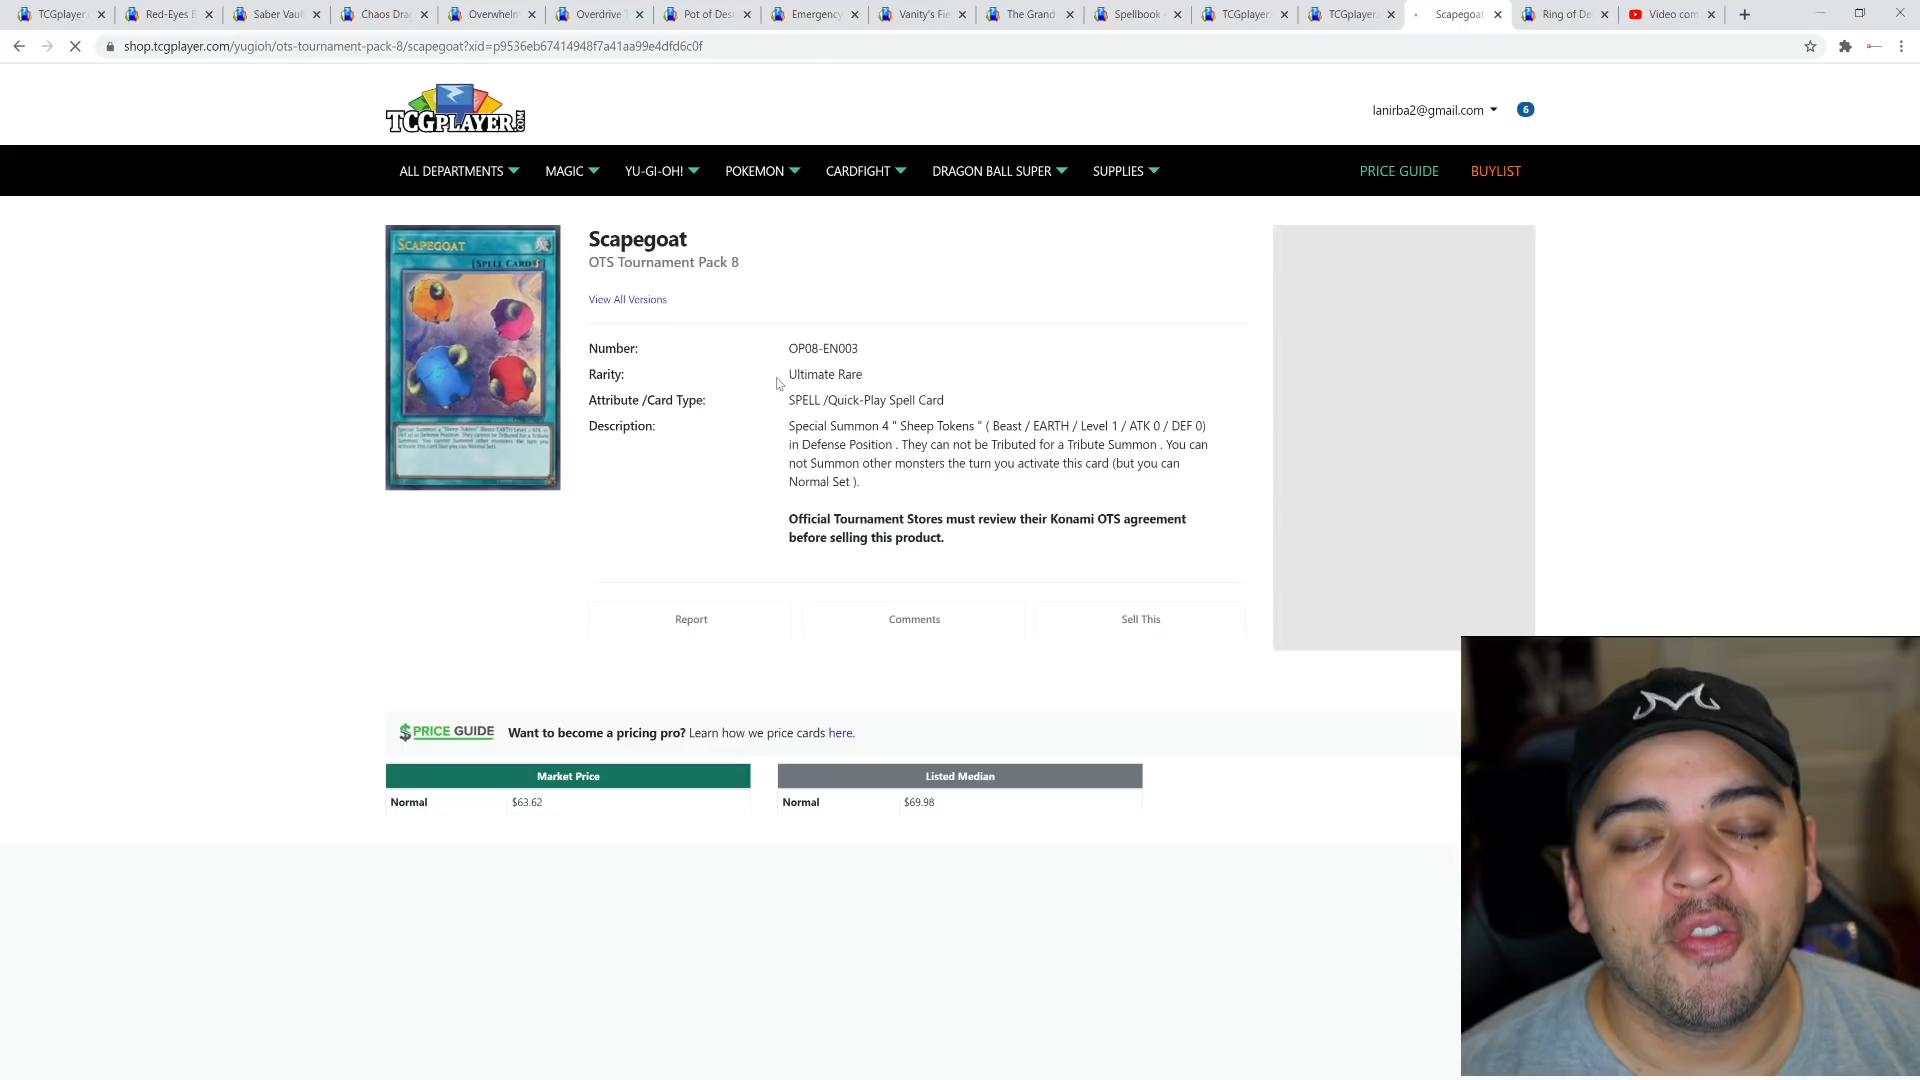 TCGplayer.
Red-Eyes B
Saber Vaul
Chaos Drag
Overwhelm
Overdrive T
Pot of Desi
Emergency
Vanity's Fie
The Grand
Spellbook
TCGplayer.
TCGplayer.
Scapegoat
Ring of De
Video com
shop.tcgplayer.com/yugioh/ots-tournament-pack-8/scapegoat?xid=p9536eb67414948f7a41aa99e4dfd6c0f
TCGPLAYER.COM
lanirba2@gmail.com
6
ALL DEPARTMENTS
MAGIC
YU-GI-OH!
POKEMON
CARDFIGHT
DRAGON BALL SUPER
SUPPLIES
PRICE GUIDE
BUYLIST
SCAPEGOAT
[SPELL CARD]
Scapegoat
OTS Tournament Pack 8
View All Versions
Number: OP08-EN003
Rarity: Ultimate Rare
Attribute /Card Type: SPELL /Quick-Play Spell Card
Description: Special Summon 4 " Sheep Tokens " ( Beast / EARTH / Level 1 / ATK 0 / DEF 0)
in Defense Position . They can not be Tributed for a Tribute Summon . You can
not Summon other monsters the turn you activate this card (but you can
Normal Set ).
Official Tournament Stores must review their Konami OTS agreement
before selling this product.
Report
Comments
Sell This
$PRICE GUIDE
Want to become a pricing pro? Learn how we price cards here.
Market Price
Normal $63.62
Listed Median
Normal $69.98